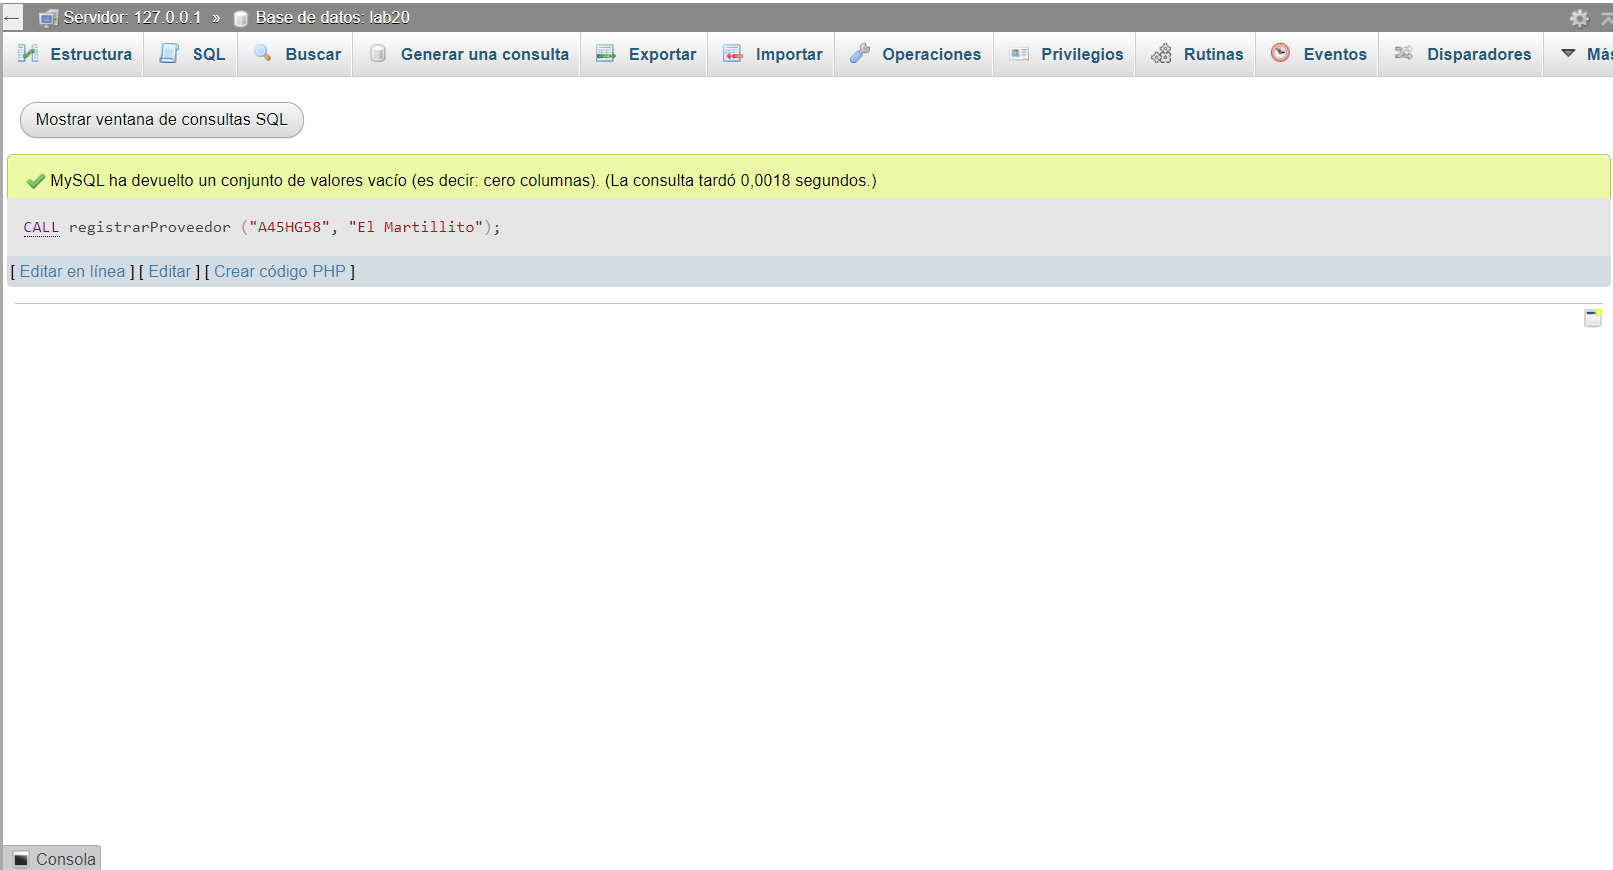 Servidor: 127.0.0.1 » Base de datos: lab20
Estructura SQL Buscar Generar una consulta Exportar Importar Operaciones Privilegios Rutinas Eventos Disparadores Más
Mostrar ventana de consultas SQL
MySQL ha devuelto un conjunto de valores vacío (es decir: cero columnas). (La consulta tardó 0,0018 segundos.)
CALL registrarProveedor ("A45HG58", "El Martillito");
[ Editar en línea ] [ Editar ] [ Crear código PHP ]
Consola